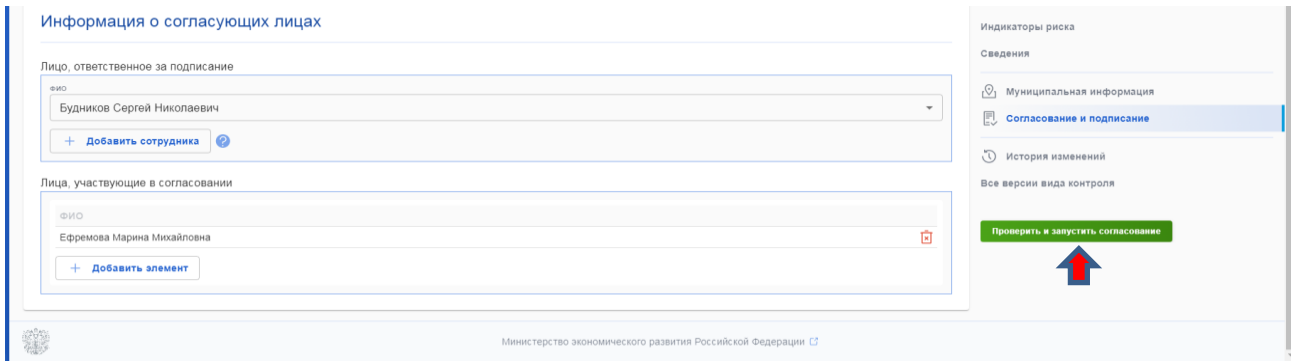 Информация о согласующих лицах
Лицо, ответственное за подписание
ФИО
Будников Сергей Николаевич
+ Добавить сотрудника ?
Лица, участвующие в согласовании
ФИО
Ефремова Марина Михайловна
+ Добавить элемент
Индикаторы риска
Сведения
Муниципальная информация
Согласование и подписание
История изменений
Все версии вида контроля
Проверить и запустить согласование
Министерство экономического развития Российской Федерации